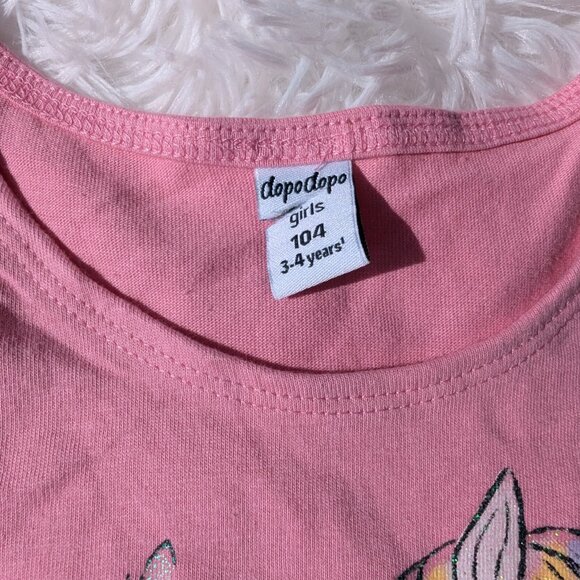 dopodopo
girls
104
3-4 years'